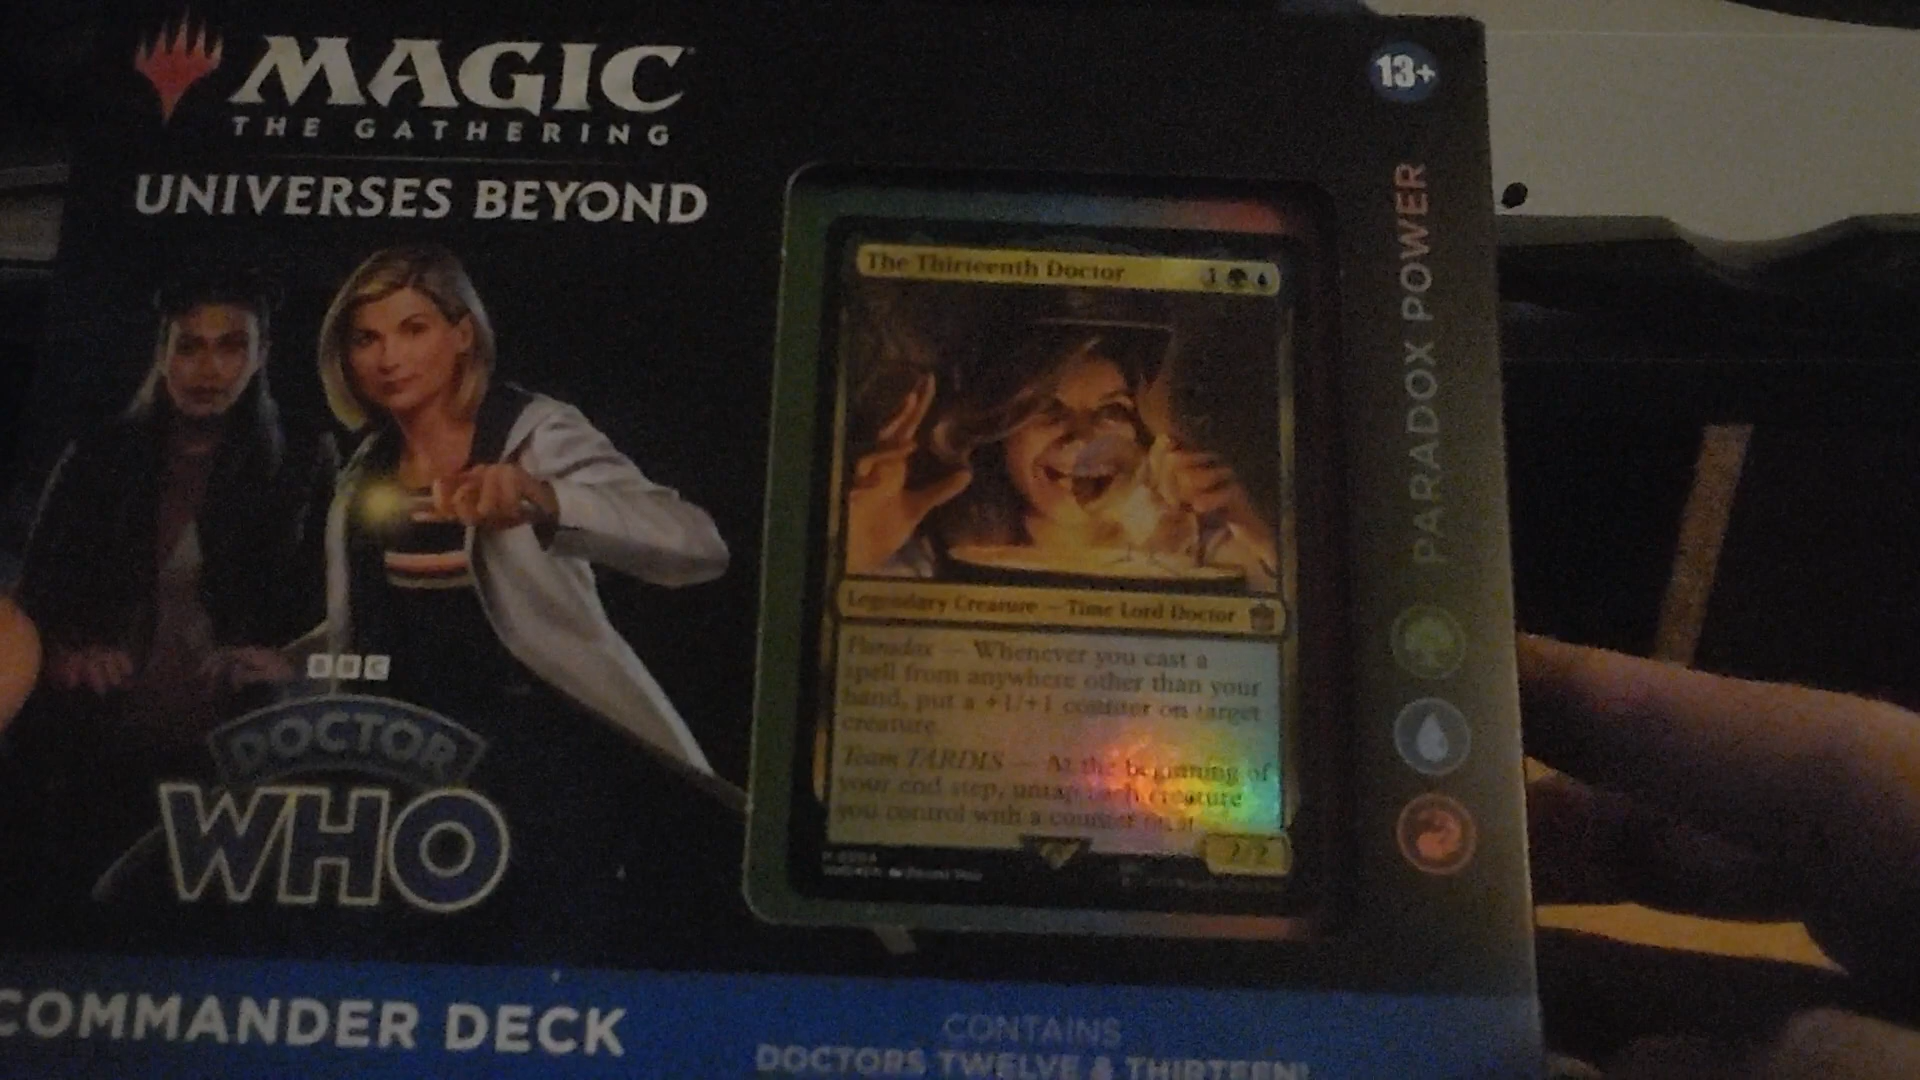 MAGIC
THE GATHERING
UNIVERSES BEYOND
BBC
DOCTOR
WHO
COMMANDER DECK
13+
PARADOX POWER
The Thirteenth Doctor 1
Legendary Creature — Time Lord Doctor
Paradox — Whenever you cast a
spell from anywhere other than your
hand, put a +1/+1 counter on target
creature.
Team TARDIS — At the beginning of
your end step, untap each creature
you control with a counter on it.
2/2
CONTAINS
DOCTORS TWELVE & THIRTEEN!